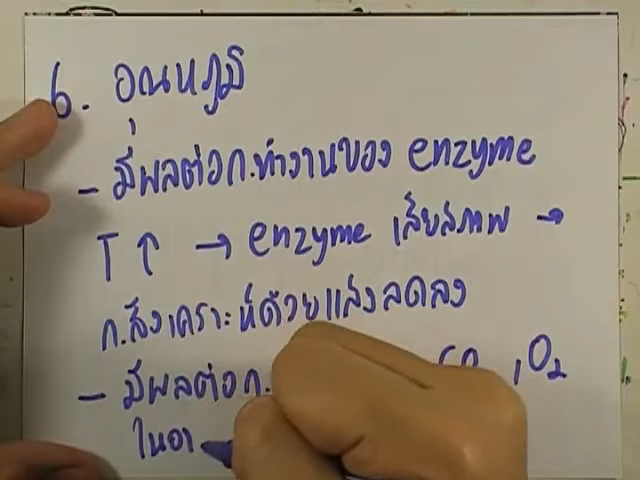 6. อุณหภูมิ
- มีผลต่อก.ทำงานของ enzyme
T ↑ → enzyme เสียสภาพ →
ก.สังเคราะห์ด้วยแสงลดลง
- มีผลต่อก. , O2
ในอา